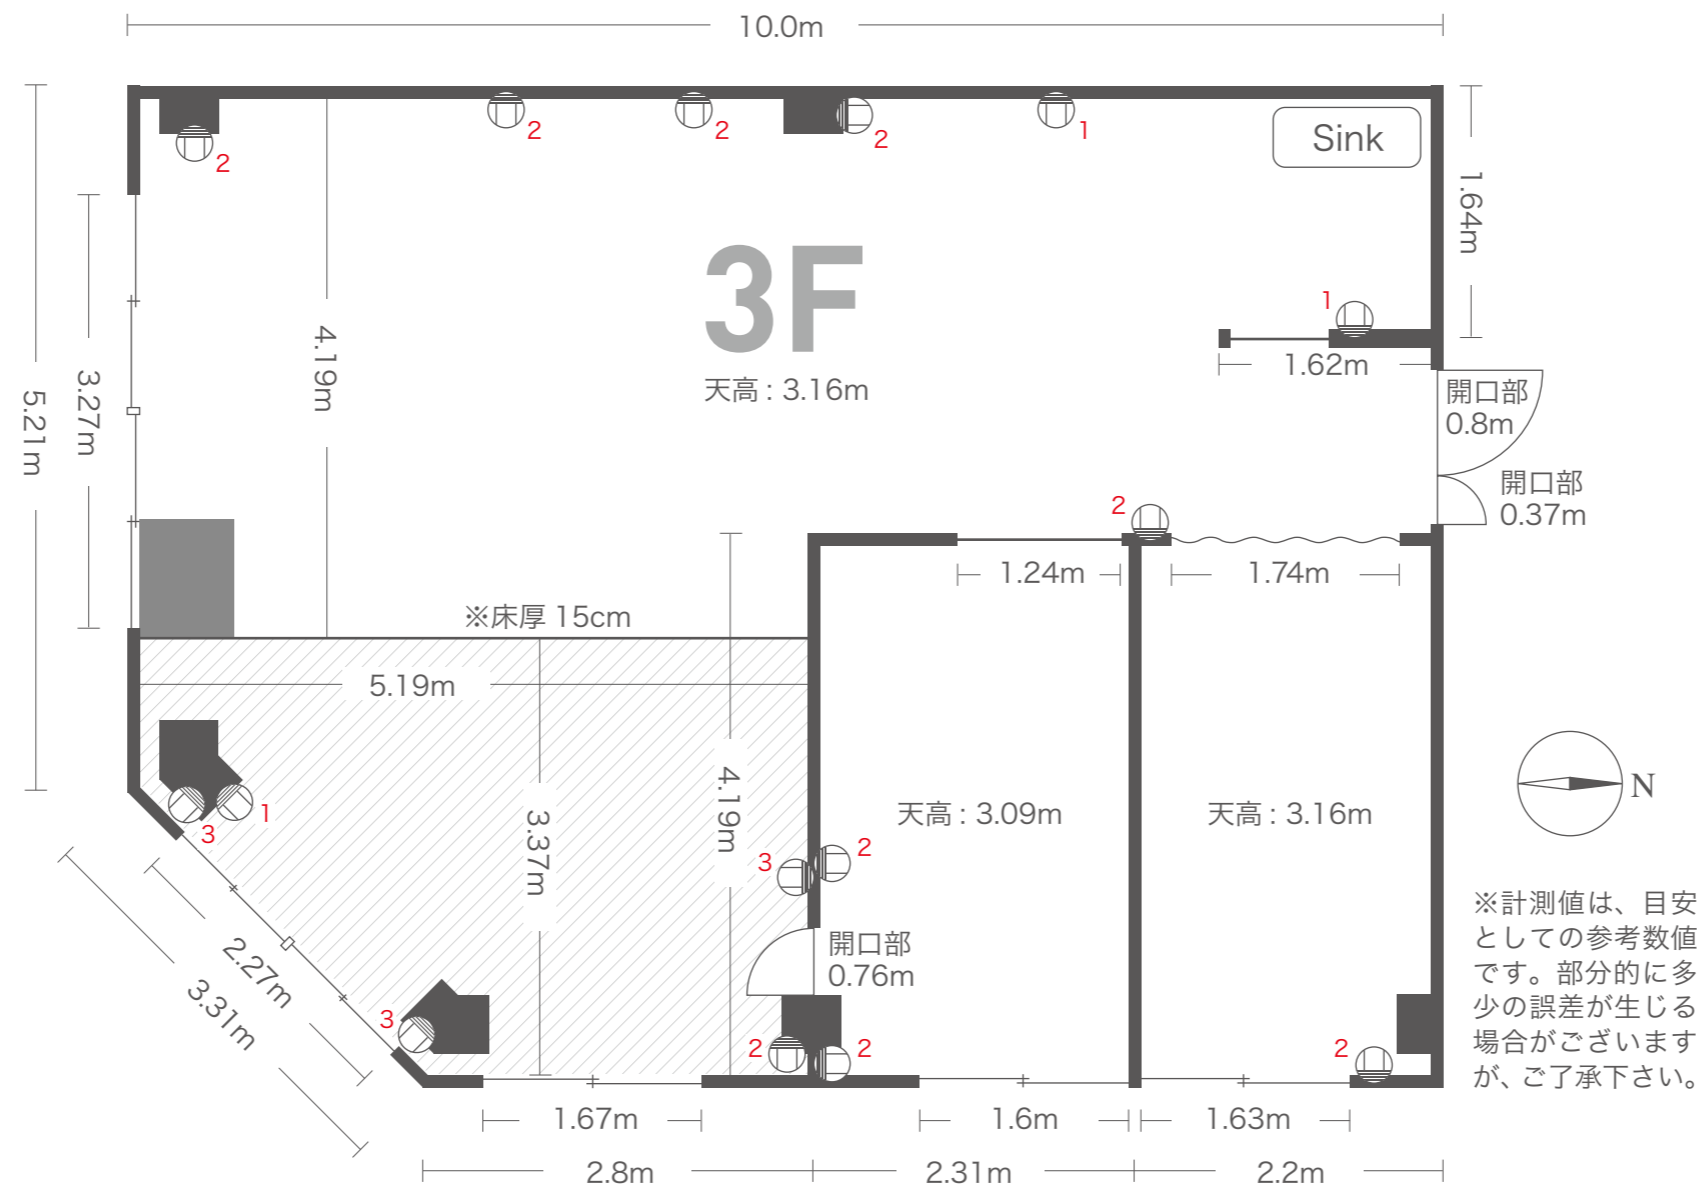 10.0m
2
2
2
2
1
Sink
1.64m
3F
天高 : 3.16m
1
1.62m
開口部
0.8m
開口部
0.37m
5.21m
3.27m
4.19m
2
1.24m
1.74m
※床厚 15cm
5.19m
3.37m
4.19m
天高 : 3.09m
天高 : 3.16m
N
3
1
3
2
開口部
0.76m
2.27m
3.31m
3
2
2
2
※計測値は、目安
としての参考数値
です。部分的に多
少の誤差が生じる
場合がございます
が、ご了承下さい。
1.67m
1.6m
1.63m
2.8m
2.31m
2.2m